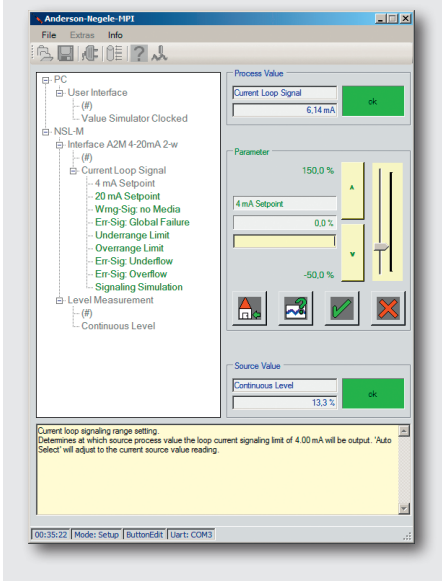 Anderson-Negele-MPI
File Extras Info
Process Value
Current Loop Signal
6,14 mA
ok
PC
User Interface
(#)
Value Simulator Clocked
NSL-M
Interface A2M 4-20mA 2-w
(#)
Current Loop Signal
4 mA Setpoint
20 mA Setpoint
Wrng-Sig: no Media
Err-Sig: Global Failure
Underrange Limit
Overrange Limit
Err-Sig: Underflow
Err-Sig: Overflow
Signaling Simulation
Level Measurement
(#)
Continuous Level
Parameter
150,0 %
^
4 mA Setpoint
0,0 %
v
-50,0 %
Source Value
Continuous Level
13,3 %
ok
Current loop signaling range setting.
Determines at which source process value the loop current signaling limit of 4.00 mA will be output. 'Auto
Select' will adjust to the current source value reading.
00:35:22 Mode: Setup ButtonEdit Uart: COM3